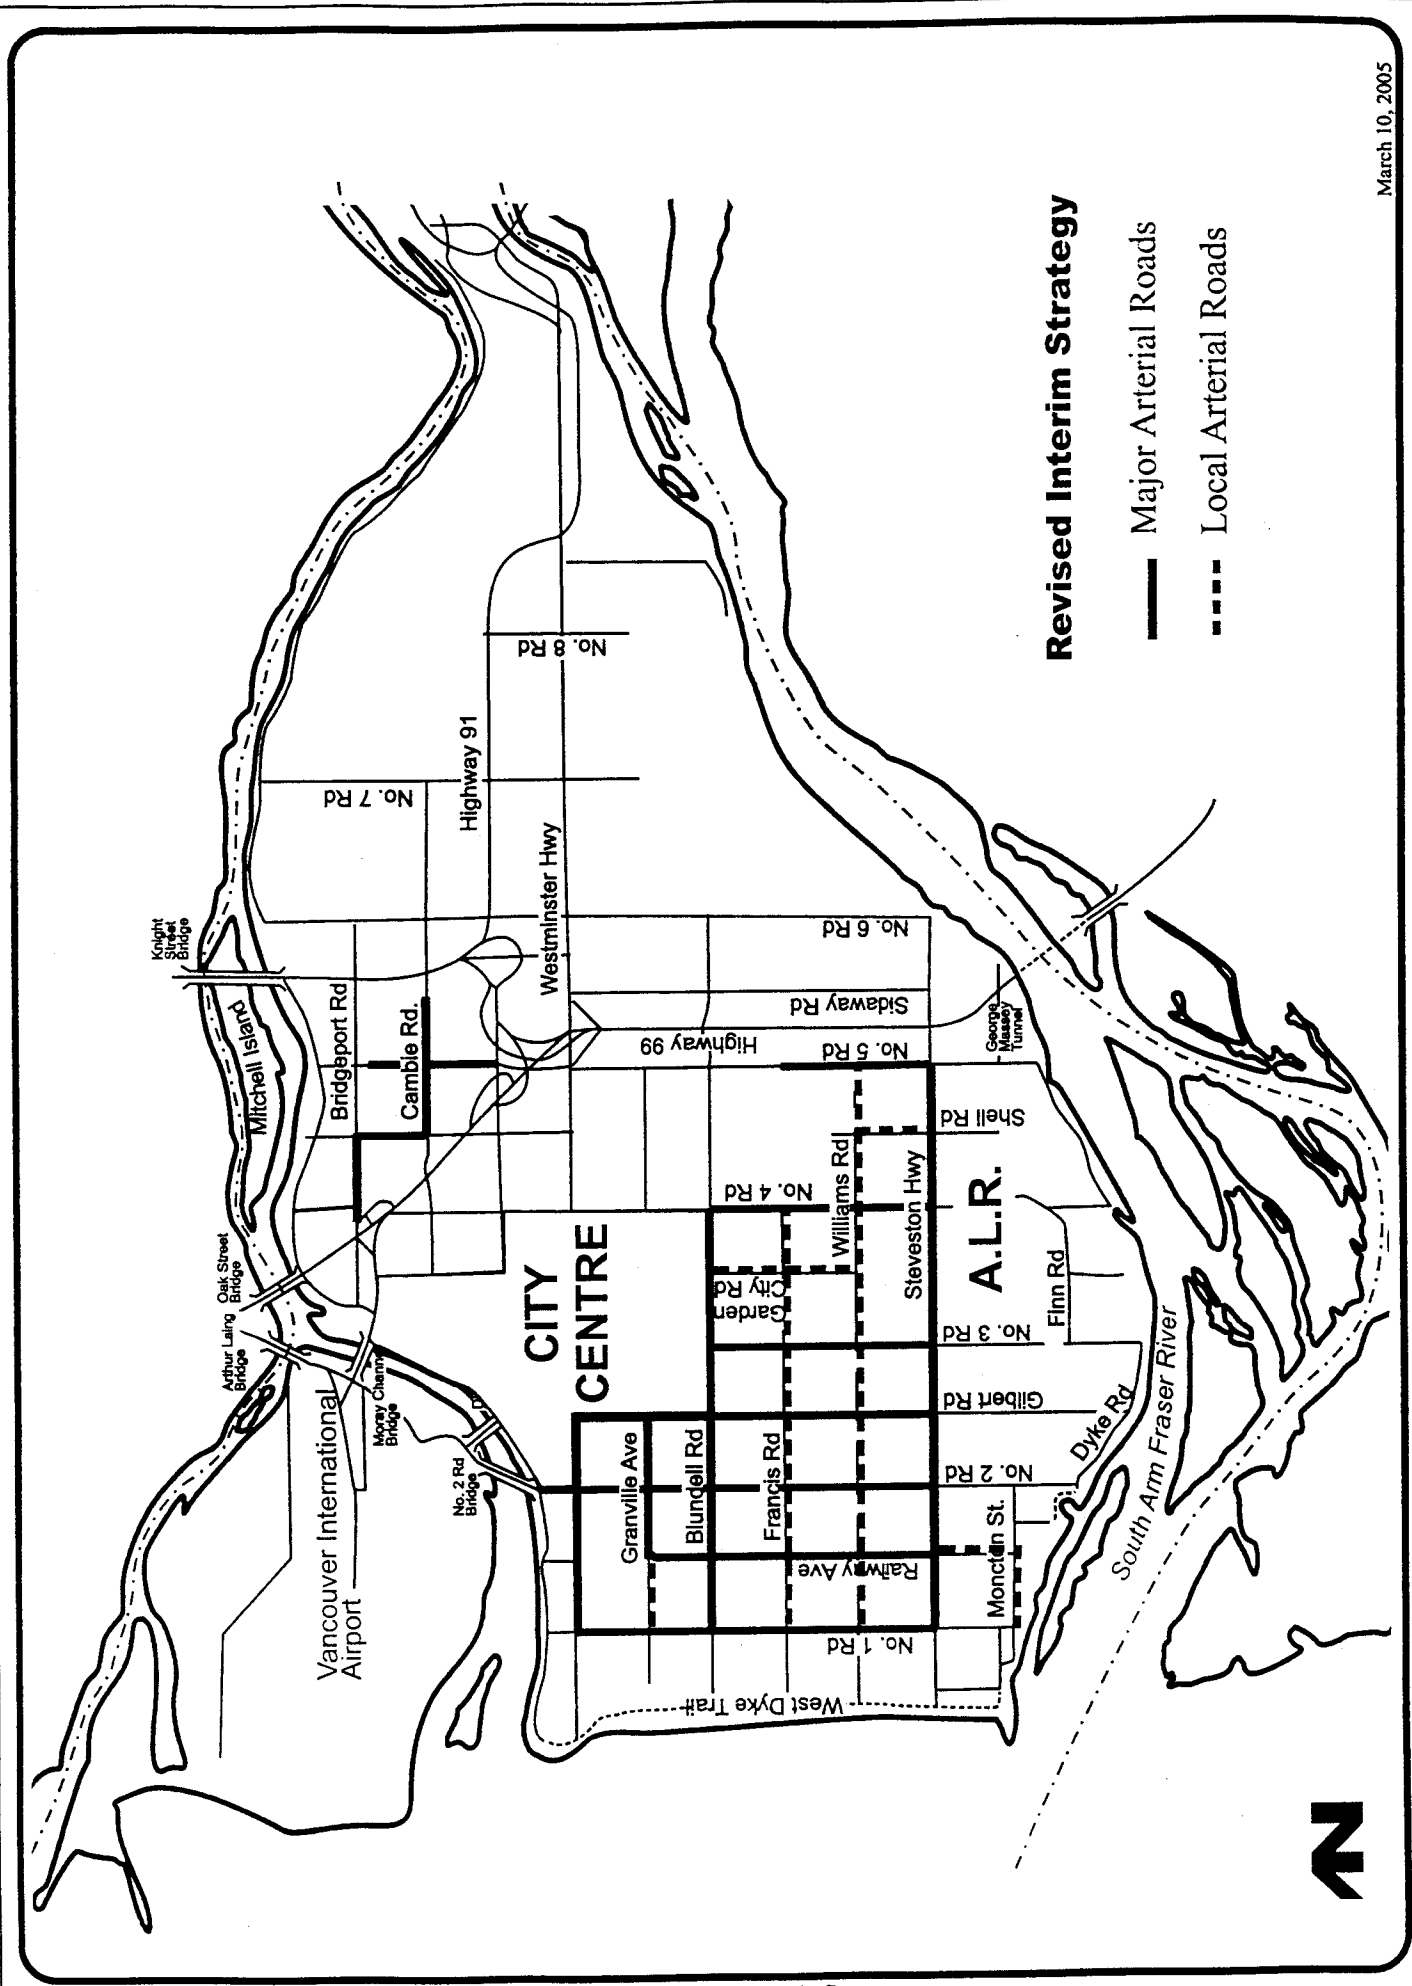 March 10, 2005
Revised Interim Strategy
Major Arterial Roads
Local Arterial Roads
Knight
Street
Bridge
Mitchell Island
Oak Street
Bridge
Arthur Laing
Bridge
Moray Chann
Bridge
No. 2 Rd
Bridge
Vancouver International
Airport
Bridgeport Rd
Cambie Rd.
No. 7 Rd
Highway 91
No. 8 Rd
Westminster Hwy
No. 6 Rd
Sidaway Rd
Highway 99
No. 5 Rd
George
Massey
Tunnel
Shell Rd
No. 4 Rd
Williams Rd
Steveston Hwy
A.L.R.
CITY
CENTRE
Garden
City Rd
Finn Rd
No. 3 Rd
Gilbert Rd
Granville Ave
Blundell Rd
Francis Rd
No. 2 Rd
Dyke Rd
South Arm Fraser River
Railway Ave
Moncton St.
No. 1 Rd
West Dyke Trail
N